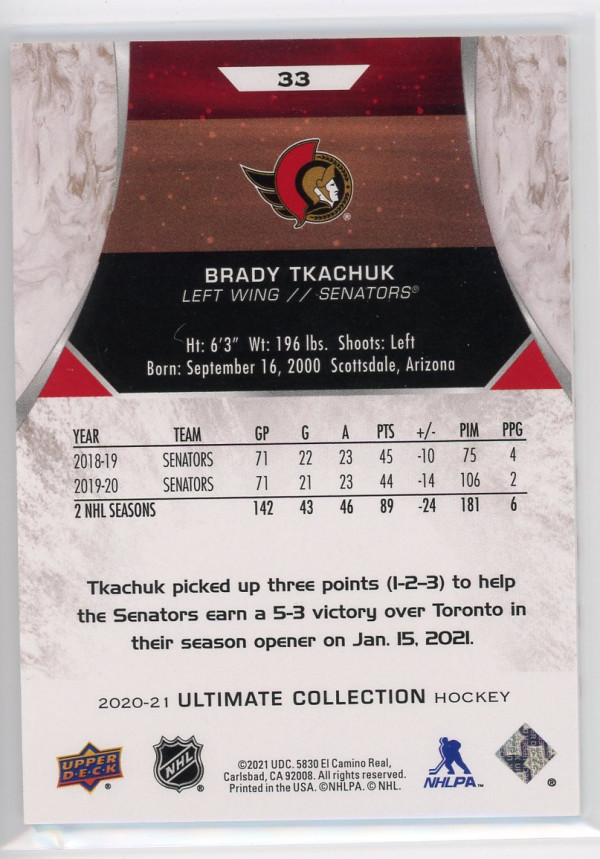 33
®
BRADY TKACHUK
LEFT WING // SENATORS®
Ht: 6'3" Wt: 196 lbs. Shoots: Left
Born: September 16, 2000 Scottsdale, Arizona
YEAR TEAM GP G A PTS +/- PIM PPG
2018-19 SENATORS 71 22 23 45 -10 75 4
2019-20 SENATORS 71 21 23 44 -14 106 2
2 NHL SEASONS 142 43 46 89 -24 181 6
Tkachuk picked up three points (1-2-3) to help
the Senators earn a 5-3 victory over Toronto in
their season opener on Jan. 15, 2021.
2020-21 ULTIMATE COLLECTION HOCKEY
UPPER
D·E·C·K
®
NHL
®
©2021 UDC. 5830 El Camino Real,
Carlsbad, CA 92008. All rights reserved.
Printed in the USA. ©NHLPA. © NHL.
NHLPA™
®